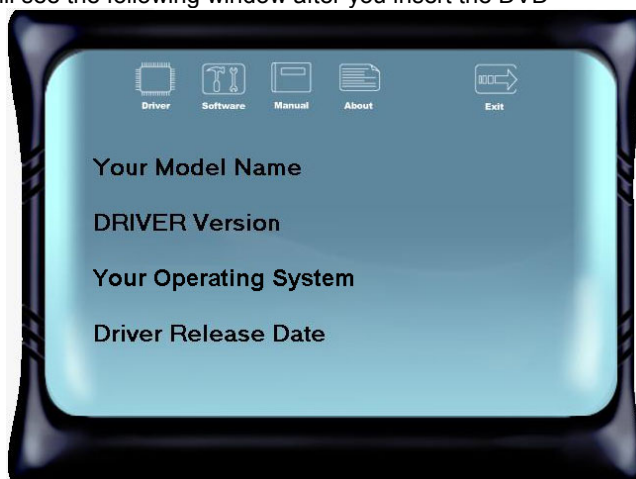 ll see the following window after you insert the DVD
Driver Software Manual About Exit
Your Model Name
DRIVER Version
Your Operating System
Driver Release Date